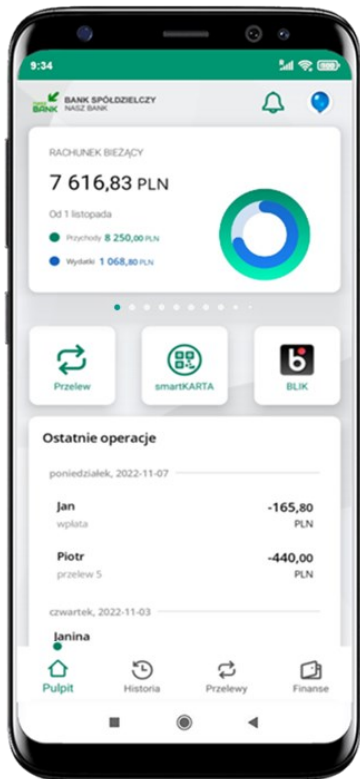 9:34
Nasz
BANK
BANK SPÓŁDZIELCZY
NASZ BANK
RACHUNEK BIEŻĄCY
7 616,83 PLN
Od 1 listopada
Przychody 8 250,00 PLN
Wydatki 1 068,80 PLN
Przelew
smartKARTA
BLIK
Ostatnie operacje
poniedziałek, 2022-11-07
Jan -165,80
wpłata PLN
Piotr -440,00
przelew 5 PLN
czwartek, 2022-11-03
Janina
Pulpit Historia Przelewy Finanse